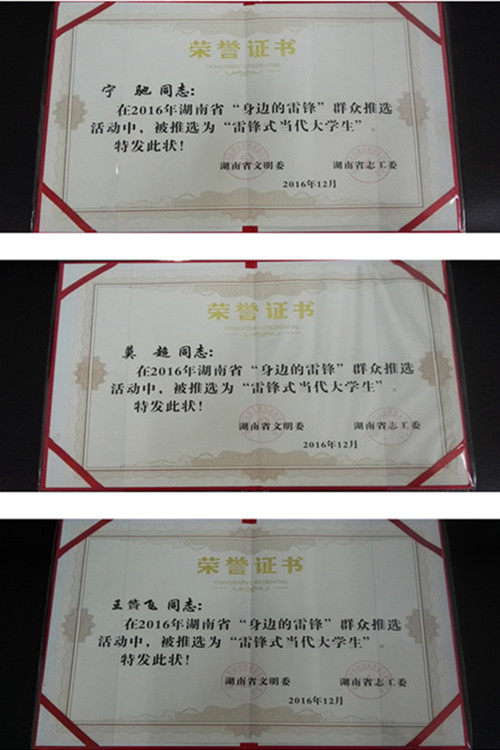 荣誉证书
HONORARY CREDENTIAL
宁 驰 同志:
在2016年湖南省“身边的雷锋”群众推选
活动中，被推选为“雷锋式当代大学生”。
特发此状!
湖南省文明委 湖南省志工委
2016年12月
荣誉证书
HONORARY CREDENTIAL
龚 超 同志:
在2016年湖南省“身边的雷锋”群众推选
活动中，被推选为“雷锋式当代大学生”。
特发此状!
湖南省文明委 湖南省志工委
2016年12月
荣誉证书
HONORARY CREDENTIAL
王赞飞 同志:
在2016年湖南省“身边的雷锋”群众推选
活动中，被推选为“雷锋式当代大学生”。
特发此状!
湖南省文明委 湖南省志工委
2016年12月